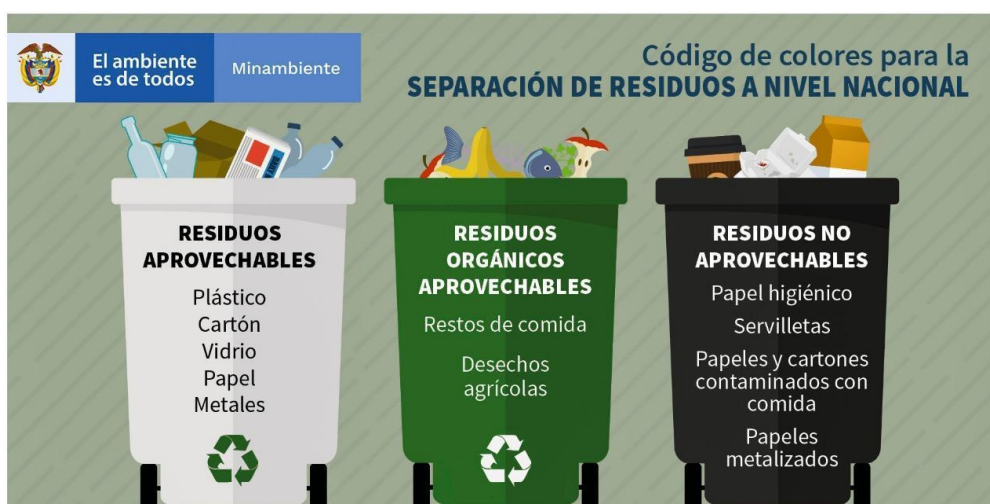 El ambiente
es de todos
Minambiente
Código de colores para la
SEPARACIÓN DE RESIDUOS A NIVEL NACIONAL
RESIDUOS
APROVECHABLES
Plástico
Cartón
Vidrio
Papel
Metales
RESIDUOS
ORGÁNICOS
APROVECHABLES
Restos de comida
Desechos
agrícolas
RESIDUOS NO
APROVECHABLES
Papel higiénico
Servilletas
Papeles y cartones
contaminados con
comida
Papeles
metalizados